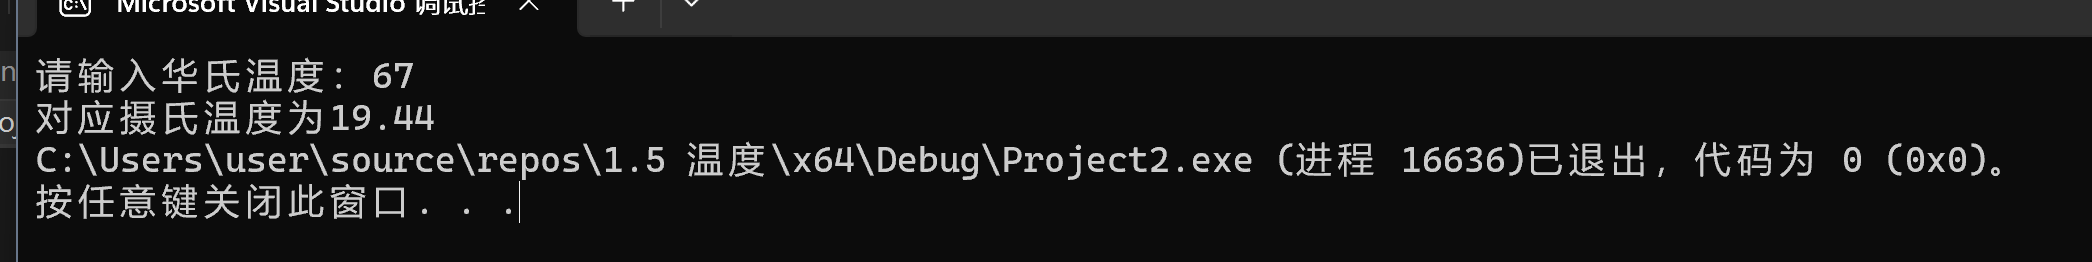 Microsoft Visual Studio 调试
请输入华氏温度：67
对应摄氏温度为19.44
C:\Users\user\source\repos\1.5 温度\x64\Debug\Project2.exe (进程 16636)已退出，代码为 0 (0x0)。
按任意键关闭此窗口. . .